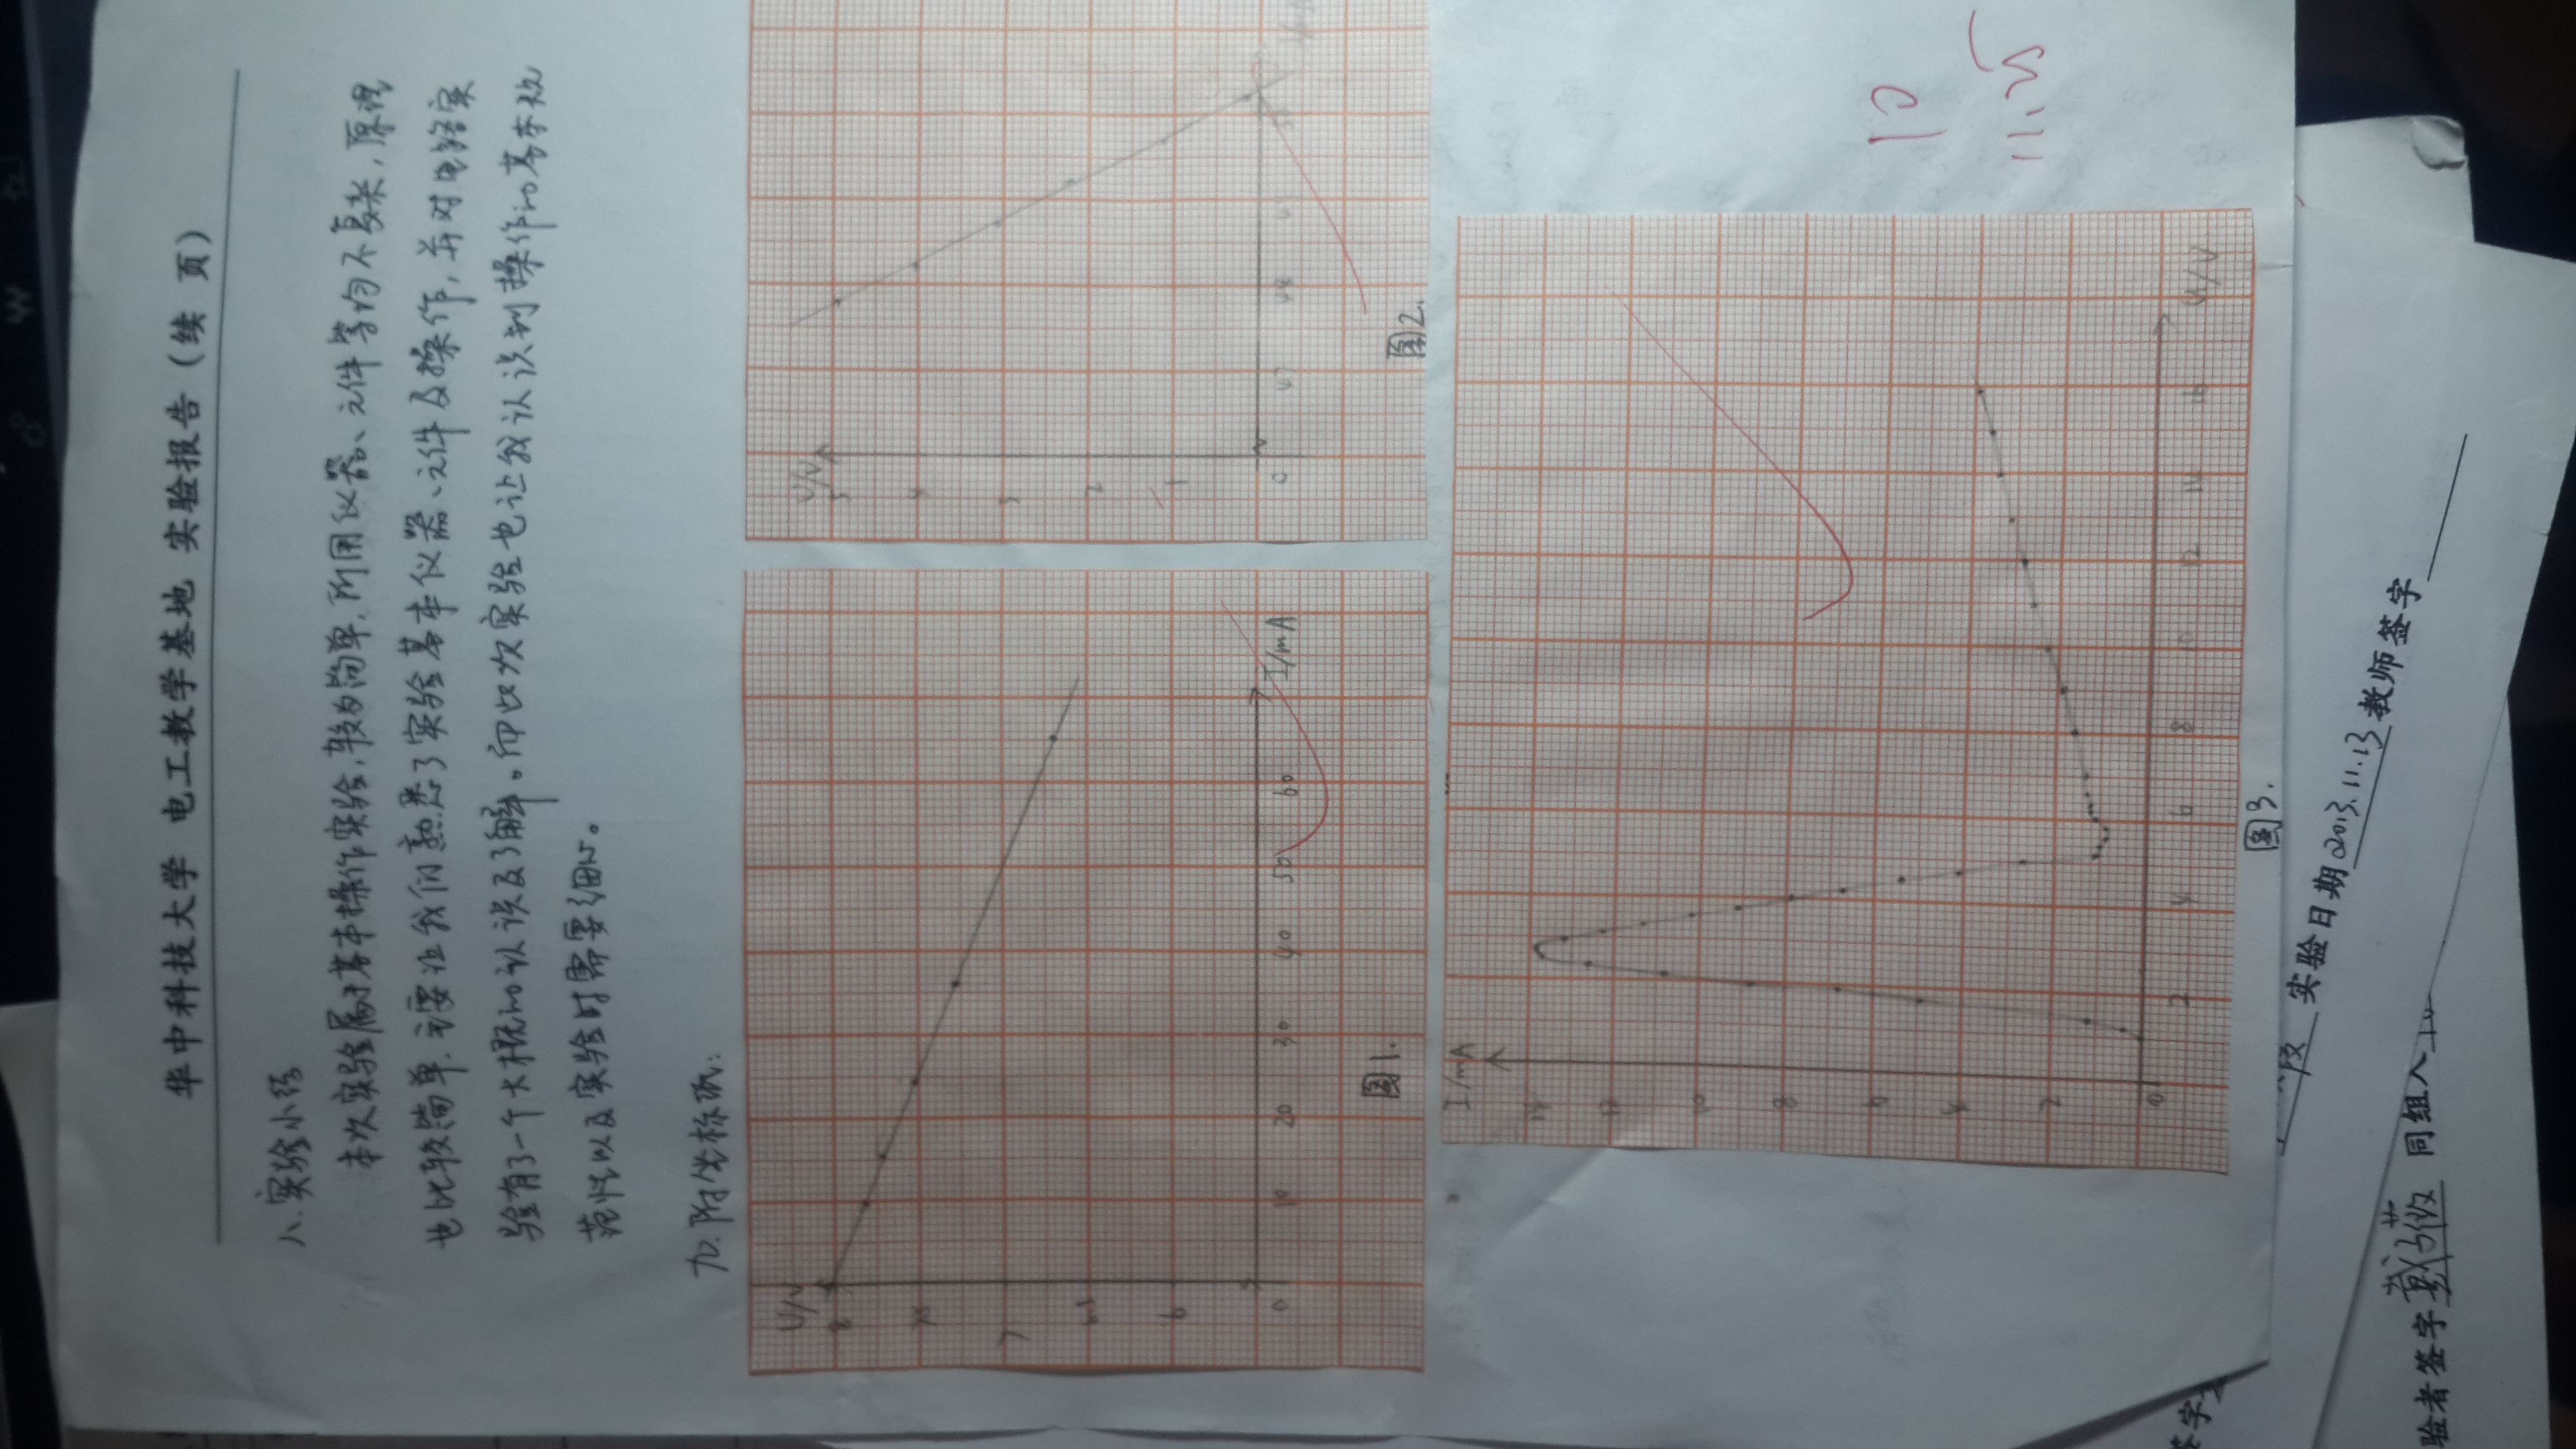 华中科技大学 电工教学基地 实验报告（续 页）
八.实验小结
本次实验属于基本操作实验,较为简单,所用仪器、元件等均不复杂,原理
也比较简单.主要让我们熟悉了实验基本仪器、元件及操作,并对电路实
验有了一个大概的认识及了解。而此次实验也让我认识到操作的基本规
范性以及实验时需要细心。
九.附坐标纸:
U/V
8
7.5
7
6.5
6
0 10 20 30 40 50 60 I/mA
图1.
U/V
5
4
3
2
1
0 47 48 49 50
图2.
I/mA
14
12
10
8
6
4
2
0 2 4 6 8 10 12 14 16 U/V
图3.
10
11.25
实验日期 2013.11.13 教师签字
验者签字 戴子薇 同组人
签字